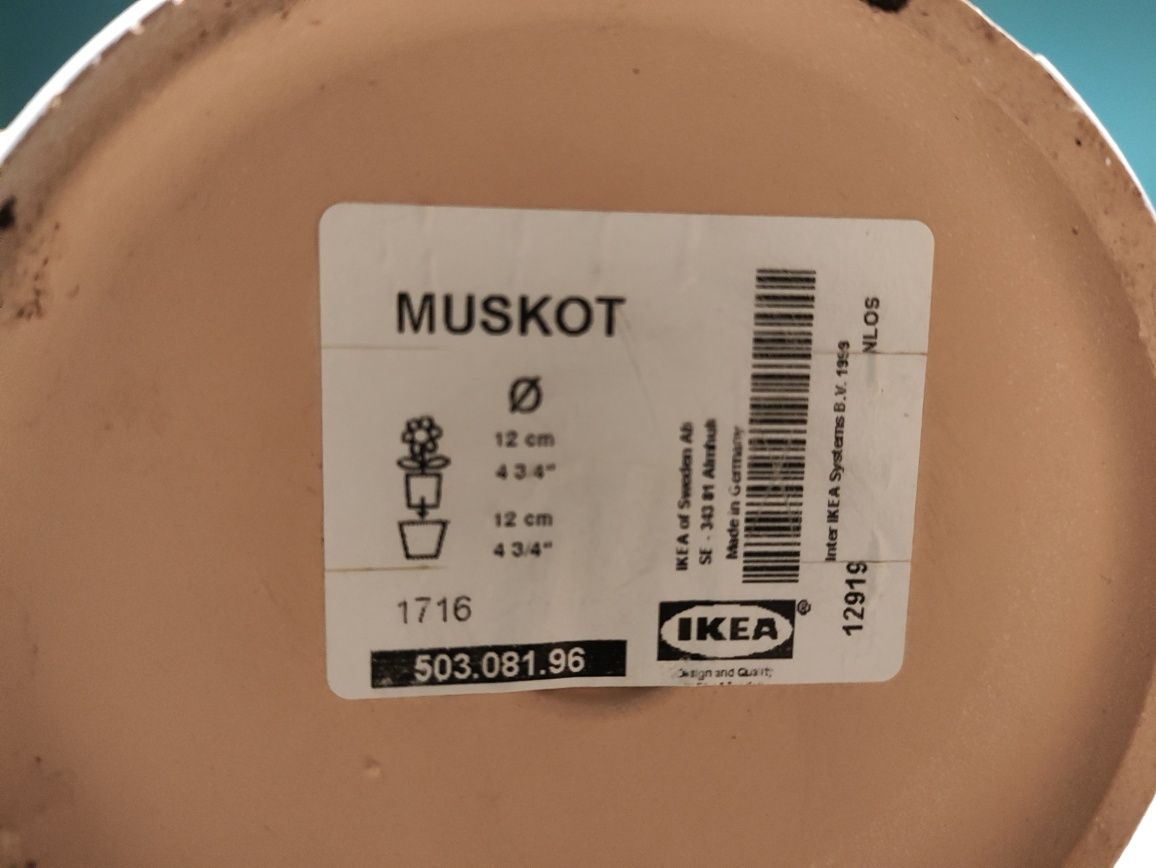 MUSKOT
Ø
12 cm
4 3/4"
12 cm
4 3/4"
1716
503.081.96
IKEA of Sweden AB
SE - 343 81 Älmhult
Made in Germany
IKEA®
Design and Quality
Inter IKEA Systems B.V. 1999
12919
NLOS